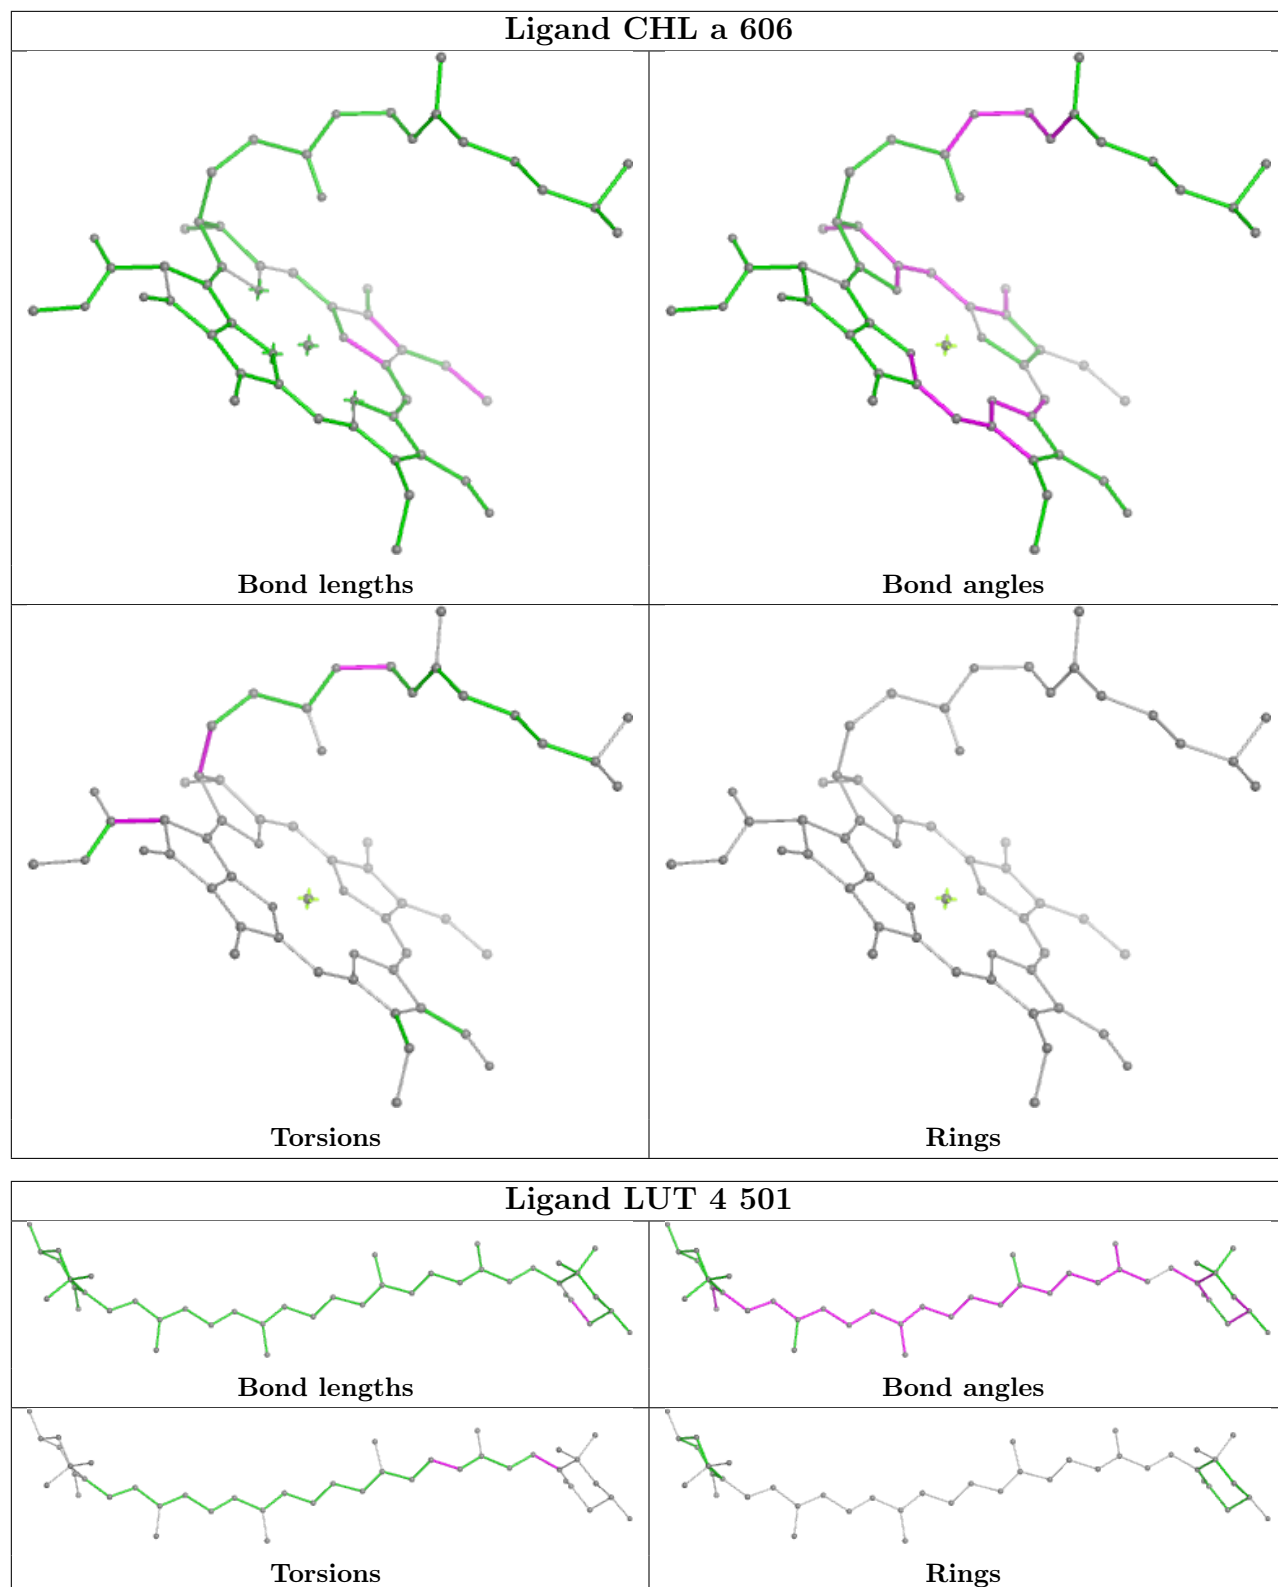 Ligand CHL a 606
Bond lengths
Bond angles
Torsions
Rings
Ligand LUT 4 501
Bond lengths
Bond angles
Torsions
Rings